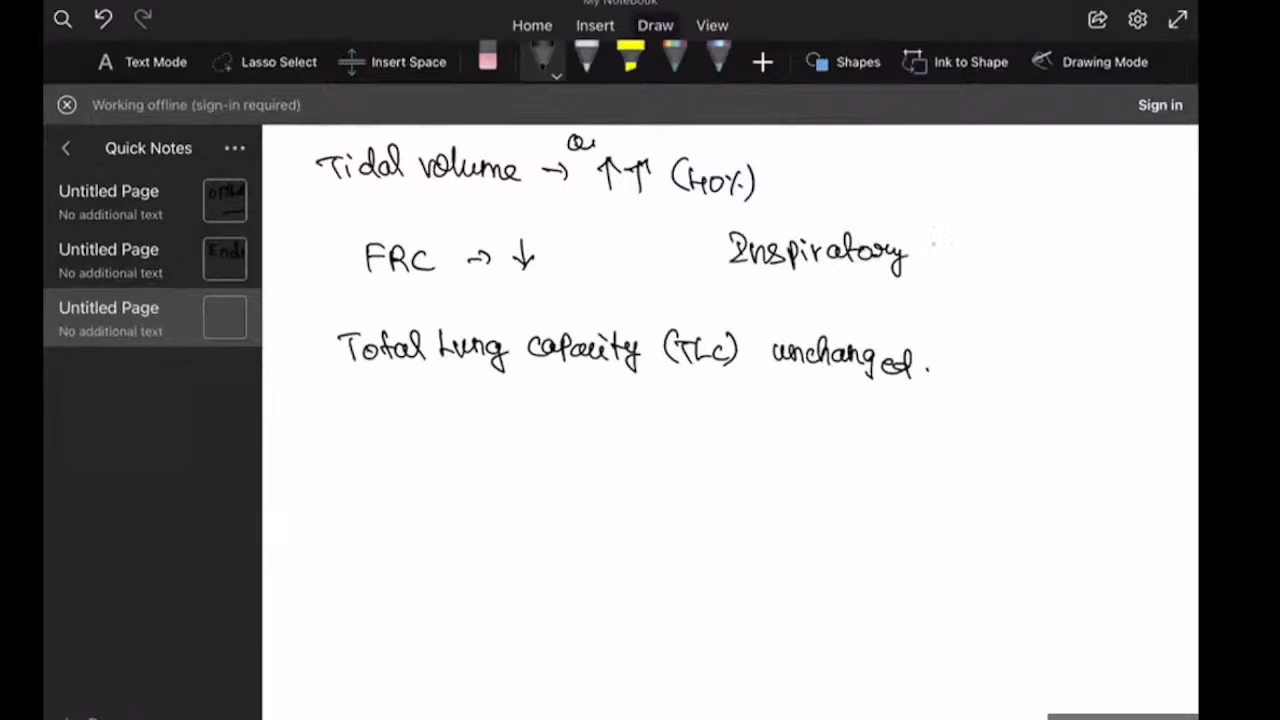 My Notebook
Home Insert Draw View
Text Mode Lasso Select Insert Space Shapes Ink to Shape Drawing Mode
Working offline (sign-in required) Sign in
Quick Notes
Untitled Page
No additional text
Untitled Page
No additional text
Untitled Page
No additional text
Tidal volume → ↑↑ (40%)
FRC → ↓ Inspiratory
Total Lung capacity (TLC) unchanged.